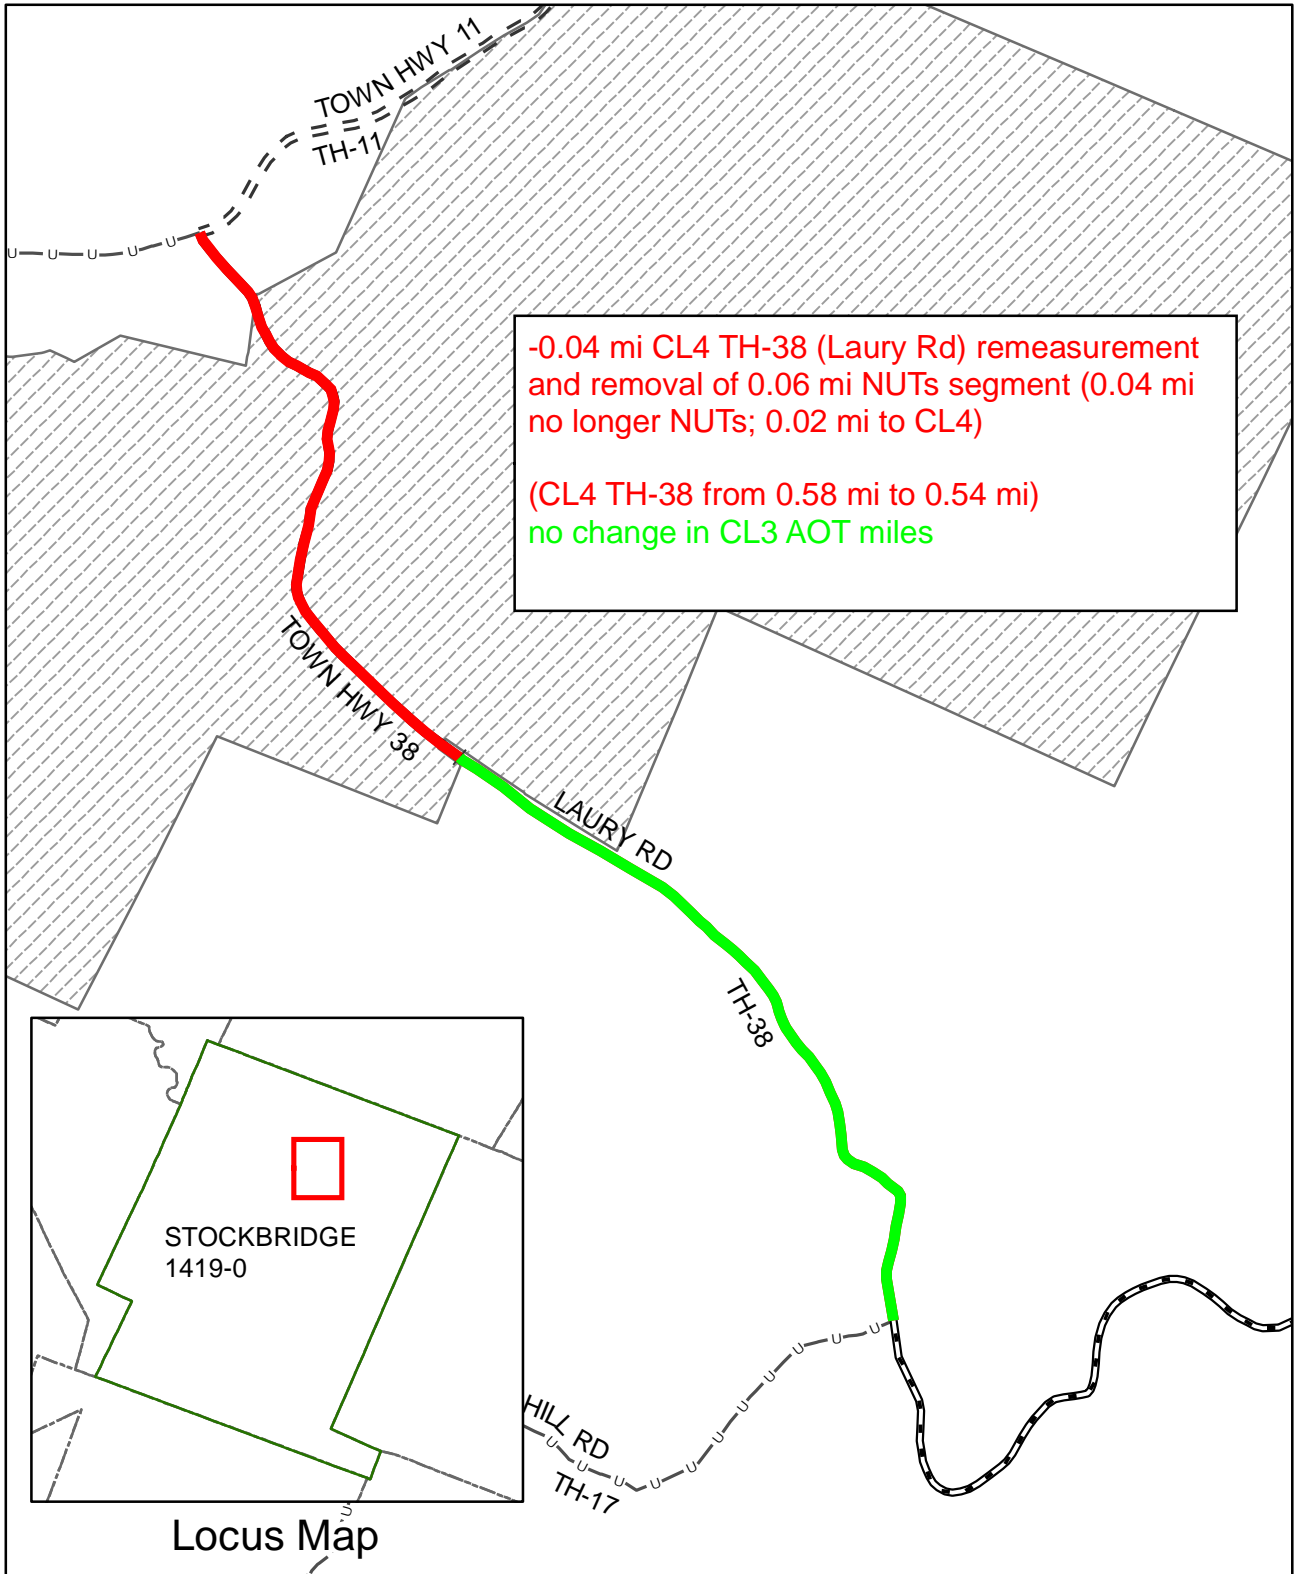 TOWN HWY 11
TH-11
U U U U U
-0.04 mi CL4 TH-38 (Laury Rd) remeasurement
and removal of 0.06 mi NUTs segment (0.04 mi
no longer NUTs; 0.02 mi to CL4)
(CL4 TH-38 from 0.58 mi to 0.54 mi)
no change in CL3 AOT miles
TOWN HWY 38
LAURY RD
TH-38
STOCKBRIDGE
1419-0
U U U U U U U U U U U
HILL RD
TH-17
U
Locus Map